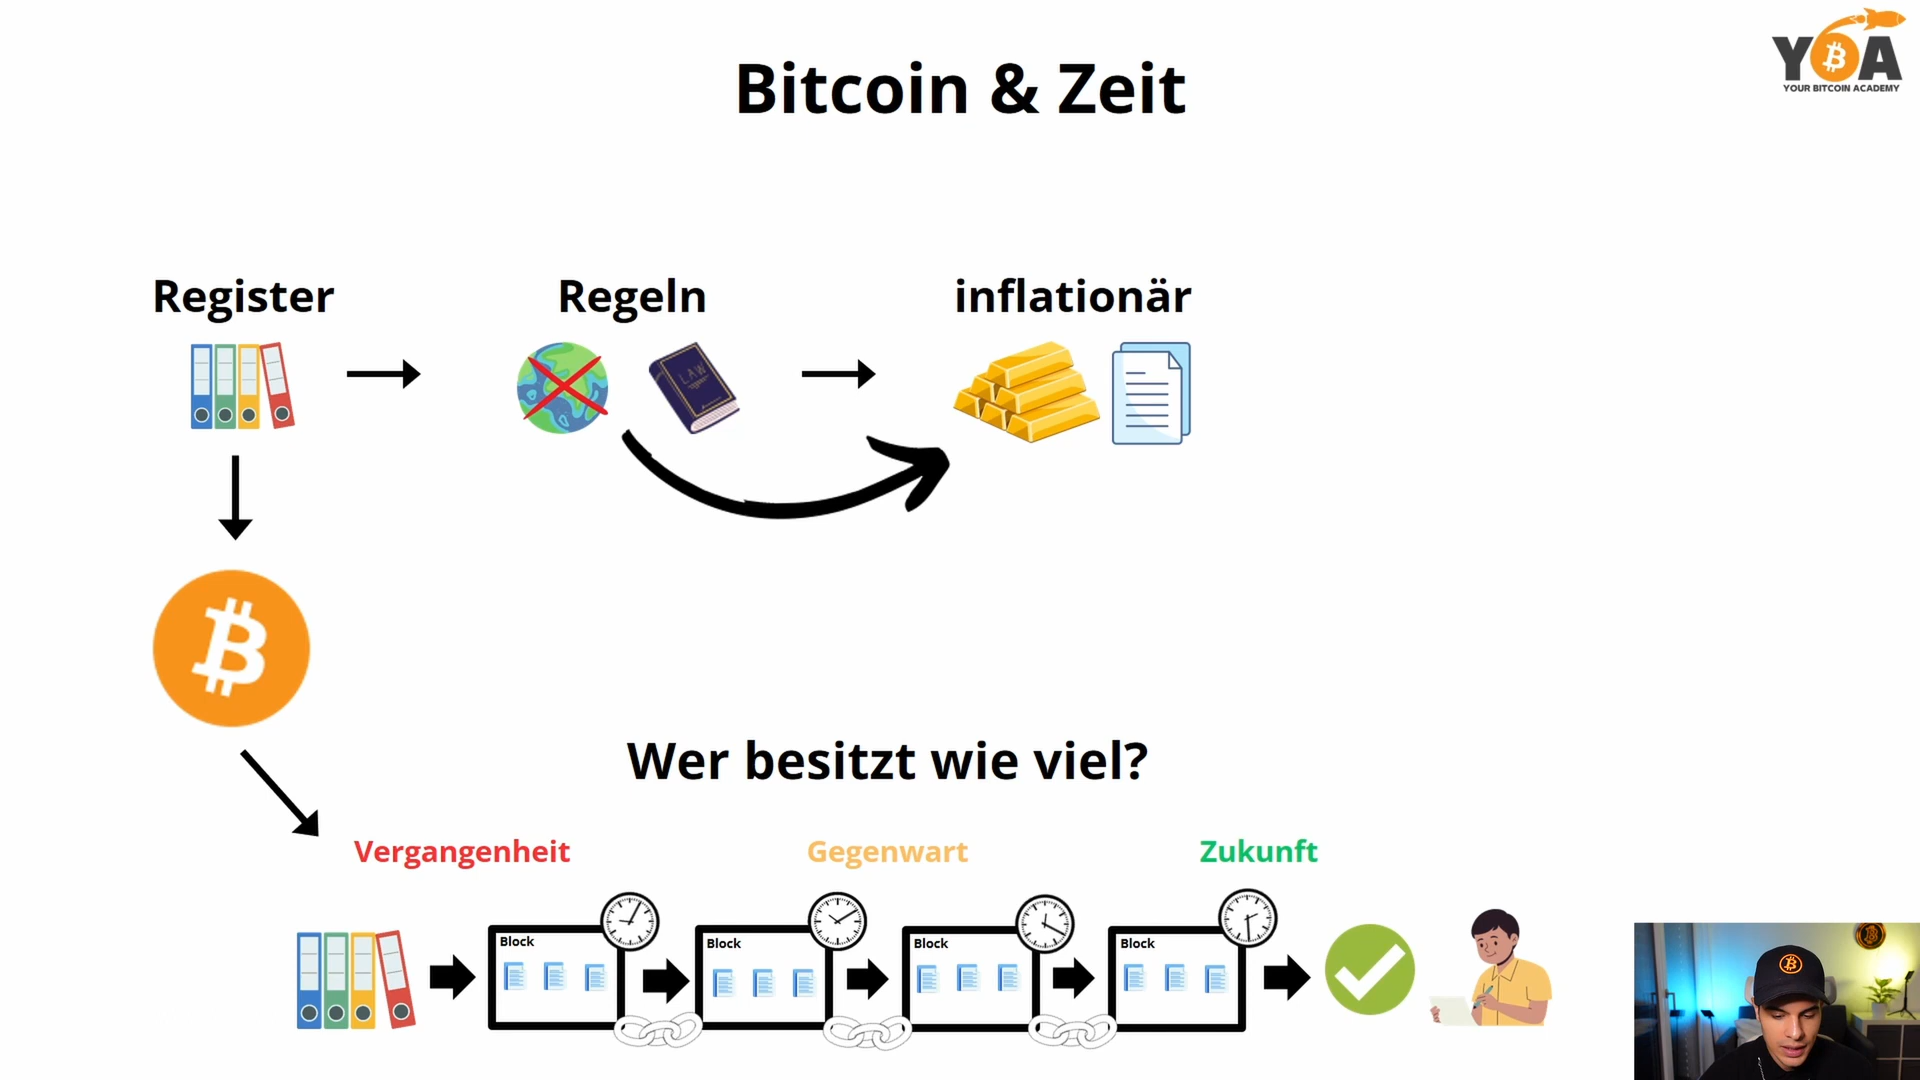 Bitcoin & Zeit
YBA
YOUR BITCOIN ACADEMY
Register
Regeln
inflationär
LAW
Wer besitzt wie viel?
Vergangenheit
Gegenwart
Zukunft
Block
Block
Block
Block